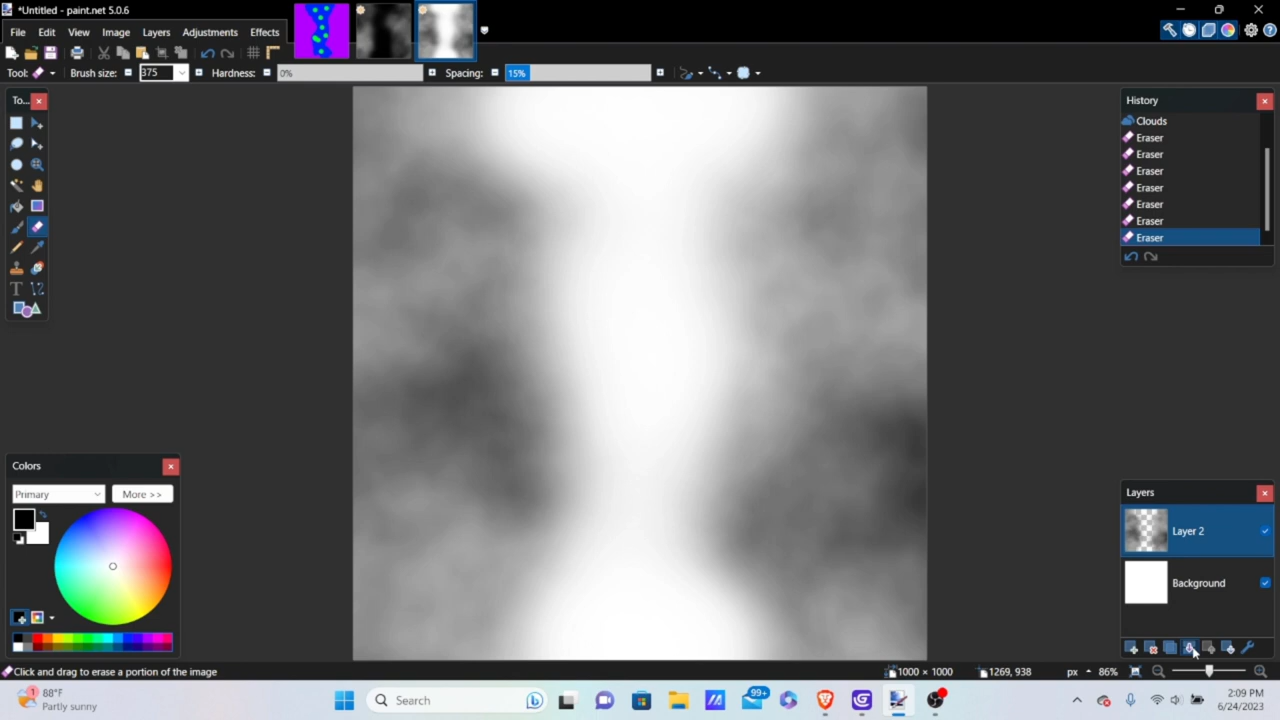 *Untitled - paint.net 5.0.6
File Edit View Image Layers Adjustments Effects
Tool: Brush size: 375 Hardness: 0% Spacing: 15%
To...
History
Clouds
Eraser
Eraser
Eraser
Eraser
Eraser
Eraser
Eraser
Colors
Primary More >>
Layers
Layer 2
Background
Click and drag to erase a portion of the image
1000 × 1000 1269, 938 px 86%
1
88°F
Partly sunny
Search
99+
2:09 PM
6/24/2023